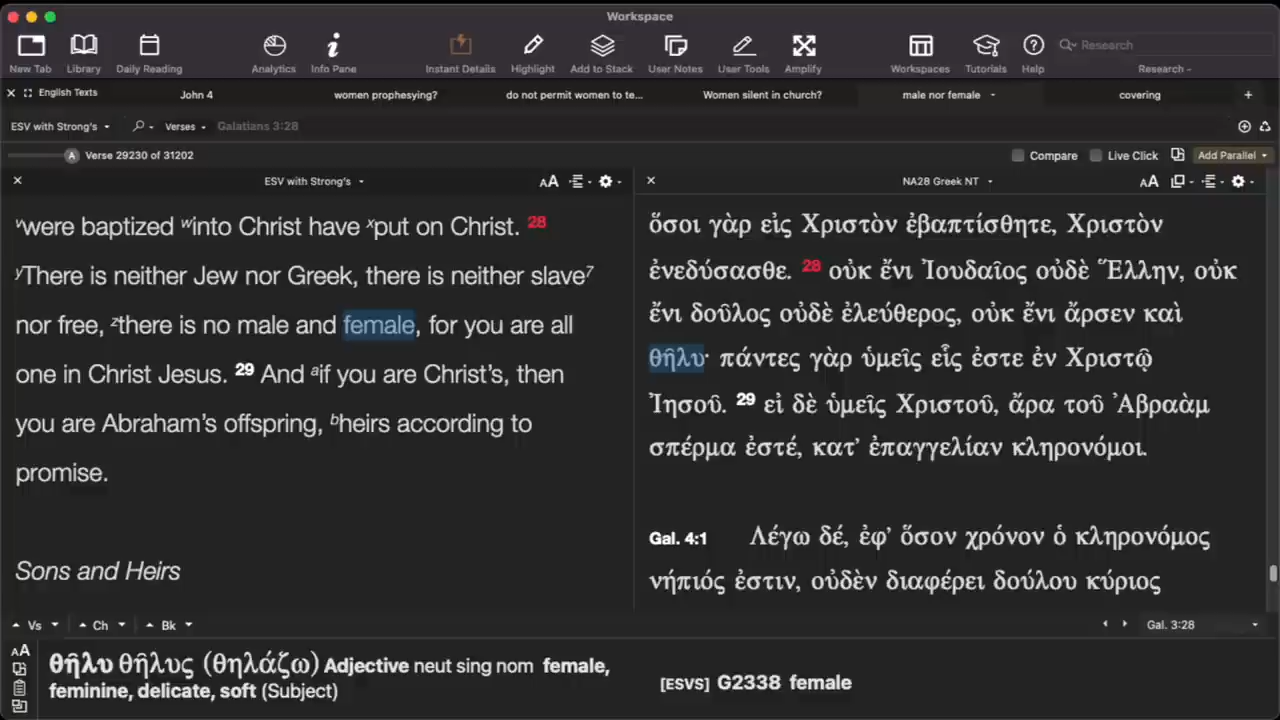 Workspace
New Tab Library Daily Reading Analytics Info Pane Instant Details Highlight Add to Stack User Notes User Tools Amplify Workspaces Tutorials Help Research
Research
English Texts John 4 women prophesying? do not permit women to te... Women silent in church? male nor female covering
ESV with Strong's Verses Galatians 3:28
A Verse 29230 of 31202 Compare Live Click Add Parallel
ESV with Strong's
ᵛwere baptized ʷinto Christ have ˣput on Christ. 28
ʸThere is neither Jew nor Greek, there is neither slave⁷
nor free, ᶻthere is no male and female, for you are all
one in Christ Jesus. 29 And ᵃif you are Christ’s, then
you are Abraham’s offspring, ᵇheirs according to
promise.
Sons and Heirs
NA28 Greek NT
ὅσοι γὰρ εἰς Χριστὸν ἐβαπτίσθητε, Χριστὸν
ἐνεδύσασθε. 28 οὐκ ἔνι Ἰουδαῖος οὐδὲ Ἕλλην, οὐκ
ἔνι δοῦλος οὐδὲ ἐλεύθερος, οὐκ ἔνι ἄρσεν καὶ
θῆλυ· πάντες γὰρ ὑμεῖς εἷς ἐστε ἐν Χριστῷ
Ἰησοῦ. 29 εἰ δὲ ὑμεῖς Χριστοῦ, ἄρα τοῦ Ἀβραὰμ
σπέρμα ἐστέ, κατ’ ἐπαγγελίαν κληρονόμοι.
Gal. 4:1 Λέγω δέ, ἐφ’ ὅσον χρόνον ὁ κληρονόμος
νήπιός ἐστιν, οὐδὲν διαφέρει δούλου κύριος
Vs Ch Bk Gal. 3:28
θῆλυ θῆλυς (θηλάζω) Adjective neut sing nom female,
feminine, delicate, soft (Subject)
[ESVS] G2338 female